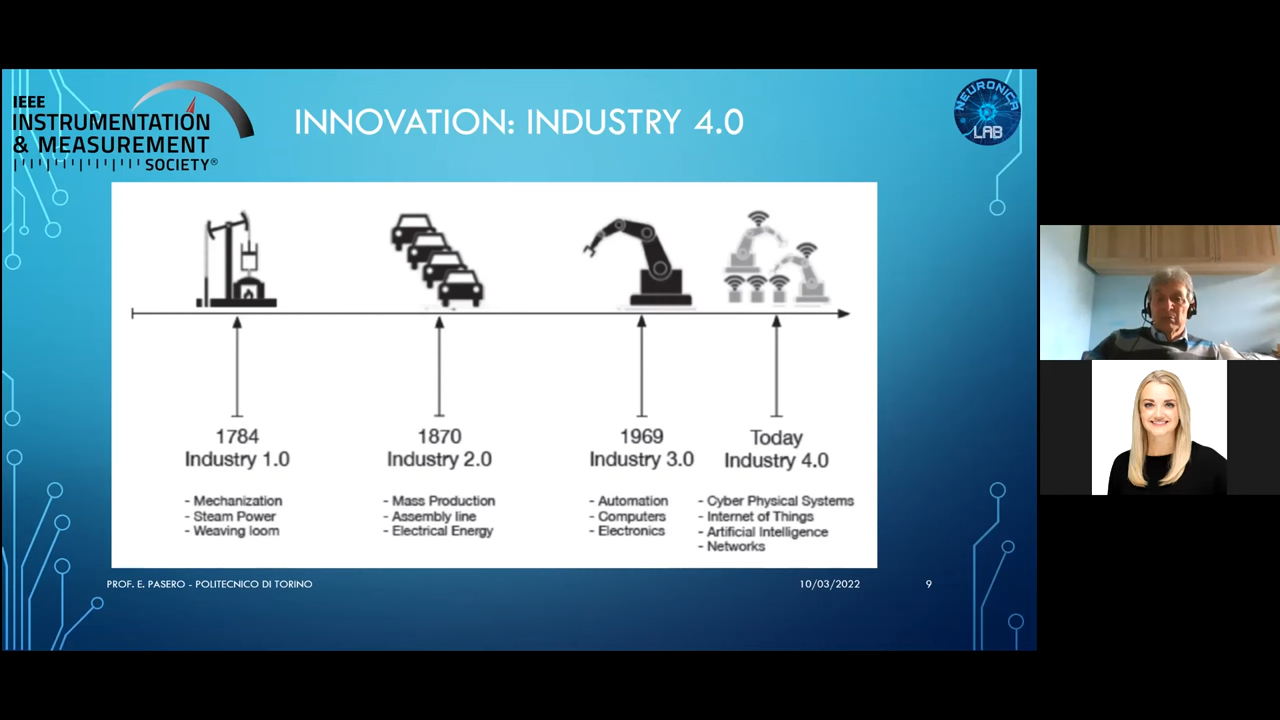 IEEE
INSTRUMENTATION
& MEASUREMENT
SOCIETY®
INNOVATION: INDUSTRY 4.0
NEURONICA
LAB
1784
Industry 1.0
- Mechanization
- Steam Power
- Weaving loom
1870
Industry 2.0
- Mass Production
- Assembly line
- Electrical Energy
1969
Industry 3.0
- Automation
- Computers
- Electronics
Today
Industry 4.0
- Cyber Physical Systems
- Internet of Things
- Artificial Intelligence
- Networks
PROF. E. PASERO - POLITECNICO DI TORINO
10/03/2022
9